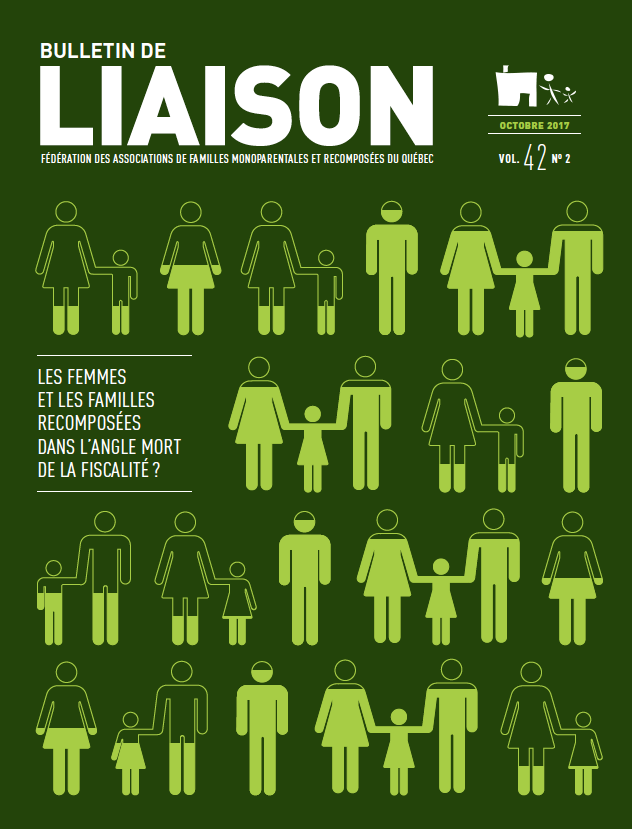 BULLETIN DE
LIAISON
FÉDÉRATION DES ASSOCIATIONS DE FAMILLES MONOPARENTALES ET RECOMPOSÉES DU QUÉBEC
OCTOBRE 2017
VOL. 42 Nº 2
LES FEMMES
ET LES FAMILLES
RECOMPOSÉES
DANS L'ANGLE MORT
DE LA FISCALITÉ ?